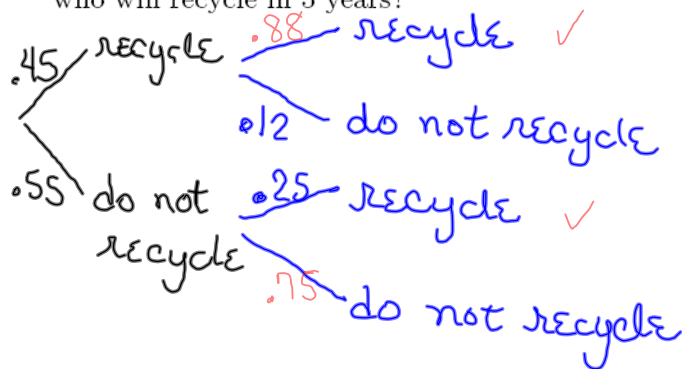 who will recycle in 5 years?
.88 recycle ✓
.45 recycle
.12 do not recycle
.55 do not recycle
.25 recycle ✓
.75 do not recycle